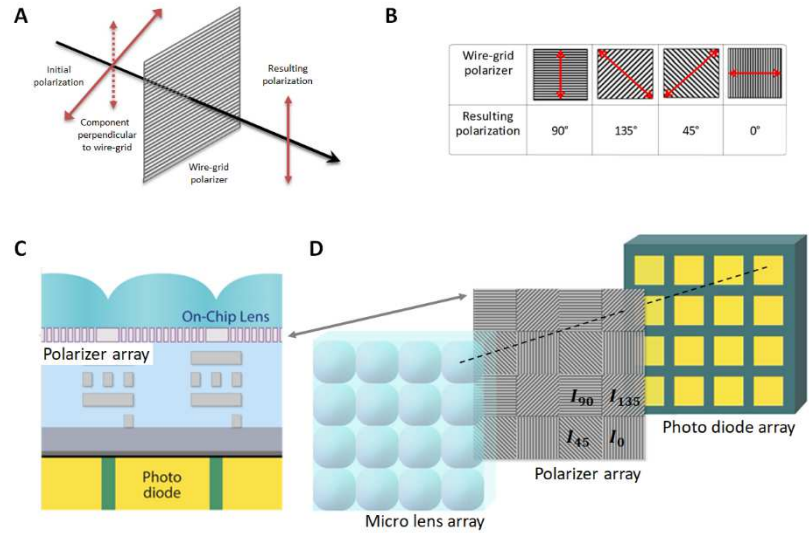 A
Initial
polarization
Component
perpendicular
to wire-grid
Wire-grid
polarizer
Resulting
polarization
B
Wire-grid
polarizer
Resulting
polarization
90°
135°
45°
0°
C
On-Chip Lens
Polarizer array
Photo
diode
D
I90
I135
I45
I0
Micro lens array
Polarizer array
Photo diode array